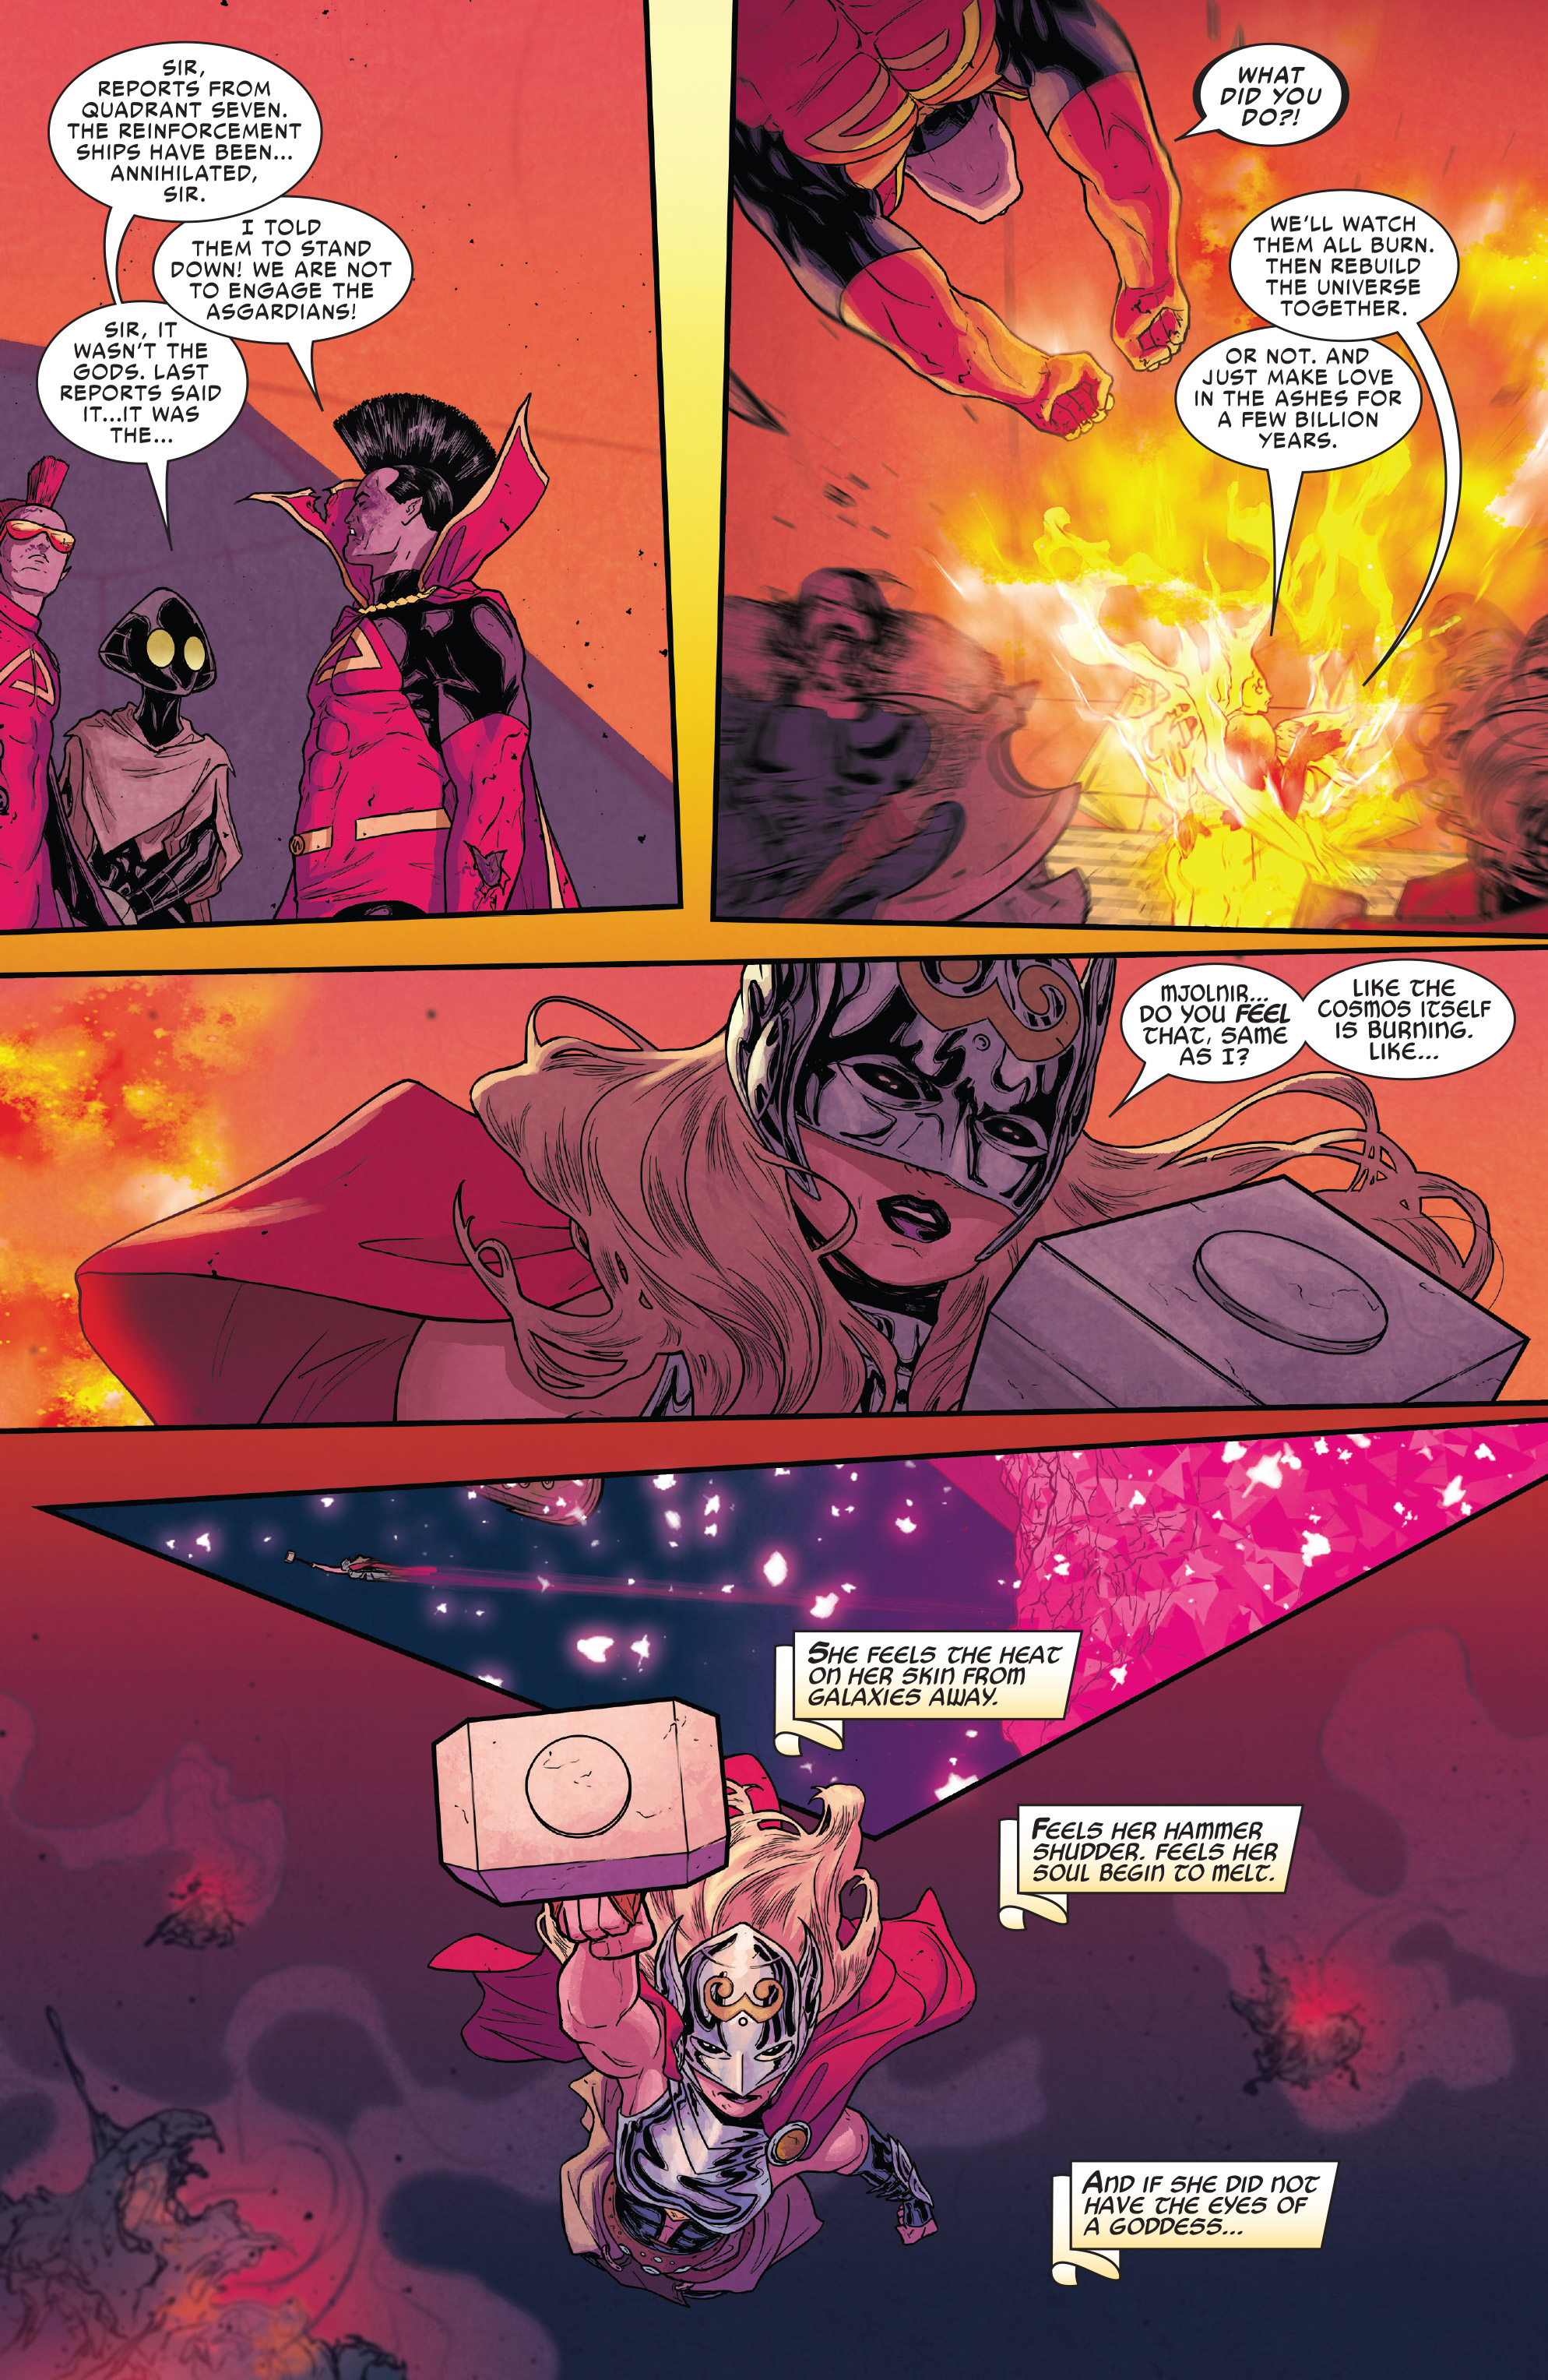 SIR,
REPORTS FROM
QUADRANT SEVEN.
THE REINFORCEMENT
SHIPS HAVE BEEN...
ANNIHILATED,
SIR.
I TOLD
THEM TO STAND
DOWN! WE ARE NOT
TO ENGAGE THE
ASGARDIANS!
SIR, IT
WASN'T THE
GODS. LAST
REPORTS SAID
IT...IT WAS
THE...
WHAT
DID YOU
DO?!
WE'LL WATCH
THEM ALL BURN.
THEN REBUILD
THE UNIVERSE
TOGETHER.
OR NOT. AND
JUST MAKE LOVE
IN THE ASHES FOR
A FEW BILLION
YEARS.
MJOLNIR...
DO YOU FEEL
THAT, SAME
AS I?
LIKE THE
COSMOS ITSELF
IS BURNING.
LIKE...
SHE FEELS THE HEAT
ON HER SKIN FROM
GALAXIES AWAY.
FEELS HER HAMMER
SHUDDER. FEELS HER
SOUL BEGIN TO MELT.
AND IF SHE DID NOT
HAVE THE EYES OF
A GODDESS...